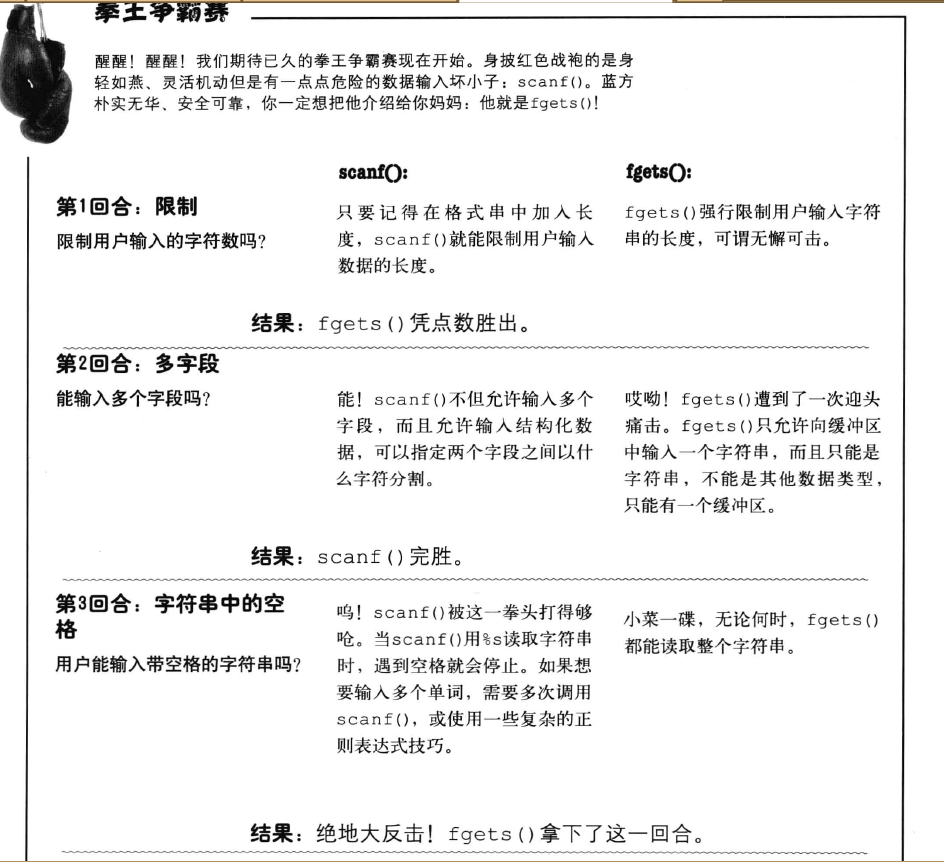 拳王争霸赛
醒醒！醒醒！我们期待已久的拳王争霸赛现在开始。身披红色战袍的是身
轻如燕、灵活机动但是有一点点危险的数据输入坏小子：scanf()。蓝方
朴实无华、安全可靠，你一定想把他介绍给你妈妈：他就是fgets()！
scanf():
fgets():
第1回合：限制
限制用户输入的字符数吗？
只要记得在格式串中加入长
度，scanf()就能限制用户输入
数据的长度。
fgets()强行限制用户输入字符
串的长度，可谓无懈可击。
结果：fgets()凭点数胜出。
第2回合：多字段
能输入多个字段吗？
能！scanf()不但允许输入多个
字段，而且允许输入结构化数
据，可以指定两个字段之间以什
么字符分割。
哎呦！fgets()遭到了一次迎头
痛击。fgets()只允许向缓冲区
中输入一个字符串，而且只能是
字符串，不能是其他数据类型，
只能有一个缓冲区。
结果：scanf()完胜。
第3回合：字符串中的空
格
用户能输入带空格的字符串吗？
呜！scanf()被这一拳头打得够
呛。当scanf()用%s读取字符串
时，遇到空格就会停止。如果想
要输入多个单词，需要多次调用
scanf()，或使用一些复杂的正
则表达式技巧。
小菜一碟，无论何时，fgets()
都能读取整个字符串。
结果：绝地大反击！fgets()拿下了这一回合。